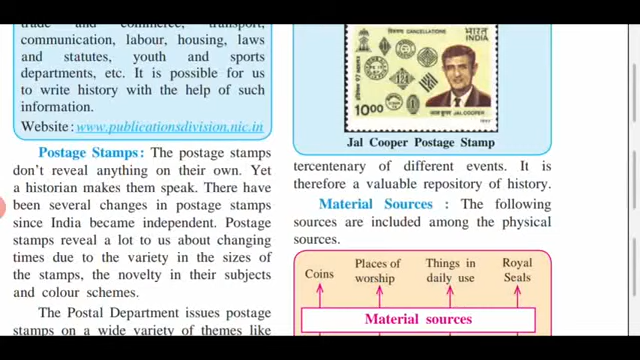 trade and commerce, transport,
communication, labour, housing, laws
and statutes, youth and sports
departments, etc. It is possible for us
to write history with the help of such
information.
Website: www.publicationsdivision.nic.in
Postage Stamps: The postage stamps
don't reveal anything on their own. Yet
a historian makes them speak. There have
been several changes in postage stamps
since India became independent. Postage
stamps reveal a lot to us about changing
times due to the variety in the sizes of
the stamps, the novelty in their subjects
and colour schemes.
The Postal Department issues postage
stamps on a wide variety of themes like
CANCELLATIONS
भारत
INDIA
1000
JAL COOPER
1997
Jal Cooper Postage Stamp
tercentenary of different events. It is
therefore a valuable repository of history.
Material Sources : The following
sources are included among the physical
sources.
Coins
Places of
worship
Things in
daily use
Royal
Seals
Material sources